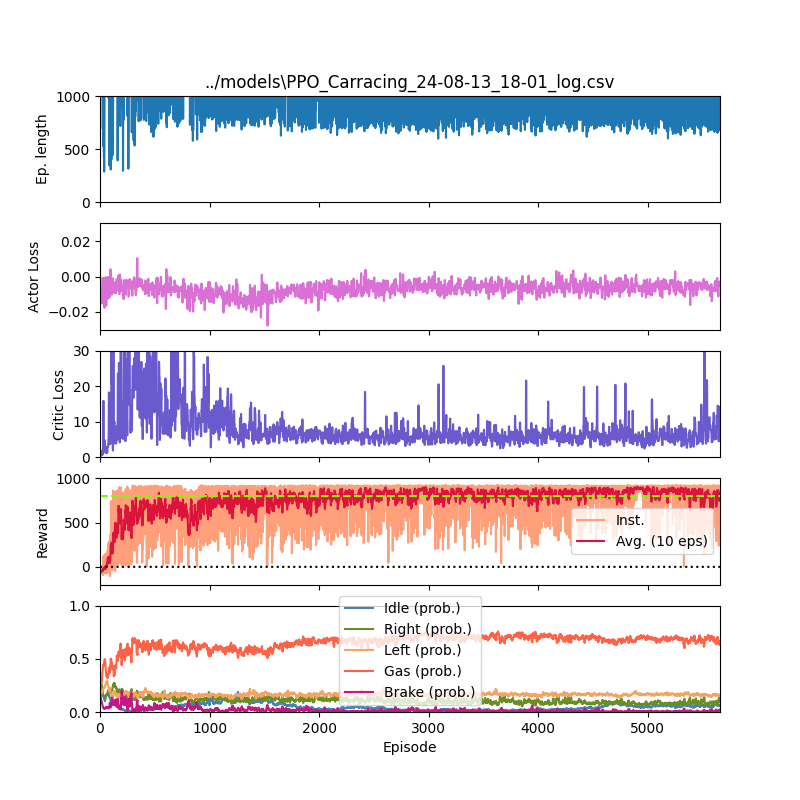 ../models\PPO_Carracing_24-08-13_18-01_log.csv
1000
500
0
Ep. length
0.02
0.00
−0.02
Actor Loss
30
20
10
0
Critic Loss
1000
500
0
Reward
Inst.
Avg. (10 eps)
1.0
0.5
0.0
Idle (prob.)
Right (prob.)
Left (prob.)
Gas (prob.)
Brake (prob.)
0 1000 2000 3000 4000 5000
Episode